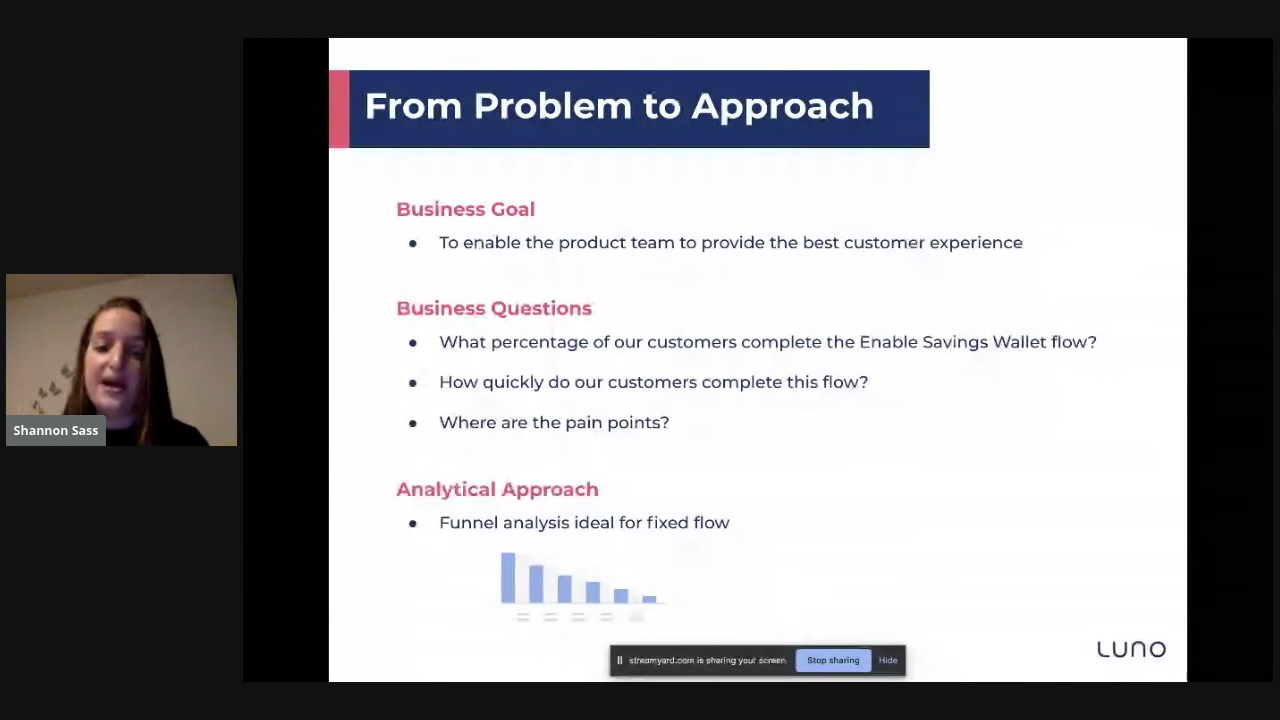 From Problem to Approach
Business Goal
● To enable the product team to provide the best customer experience
Business Questions
● What percentage of our customers complete the Enable Savings Wallet flow?
● How quickly do our customers complete this flow?
● Where are the pain points?
Analytical Approach
● Funnel analysis ideal for fixed flow
Shannon Sass
streamyard.com is sharing your screen Stop sharing Hide
LUNO